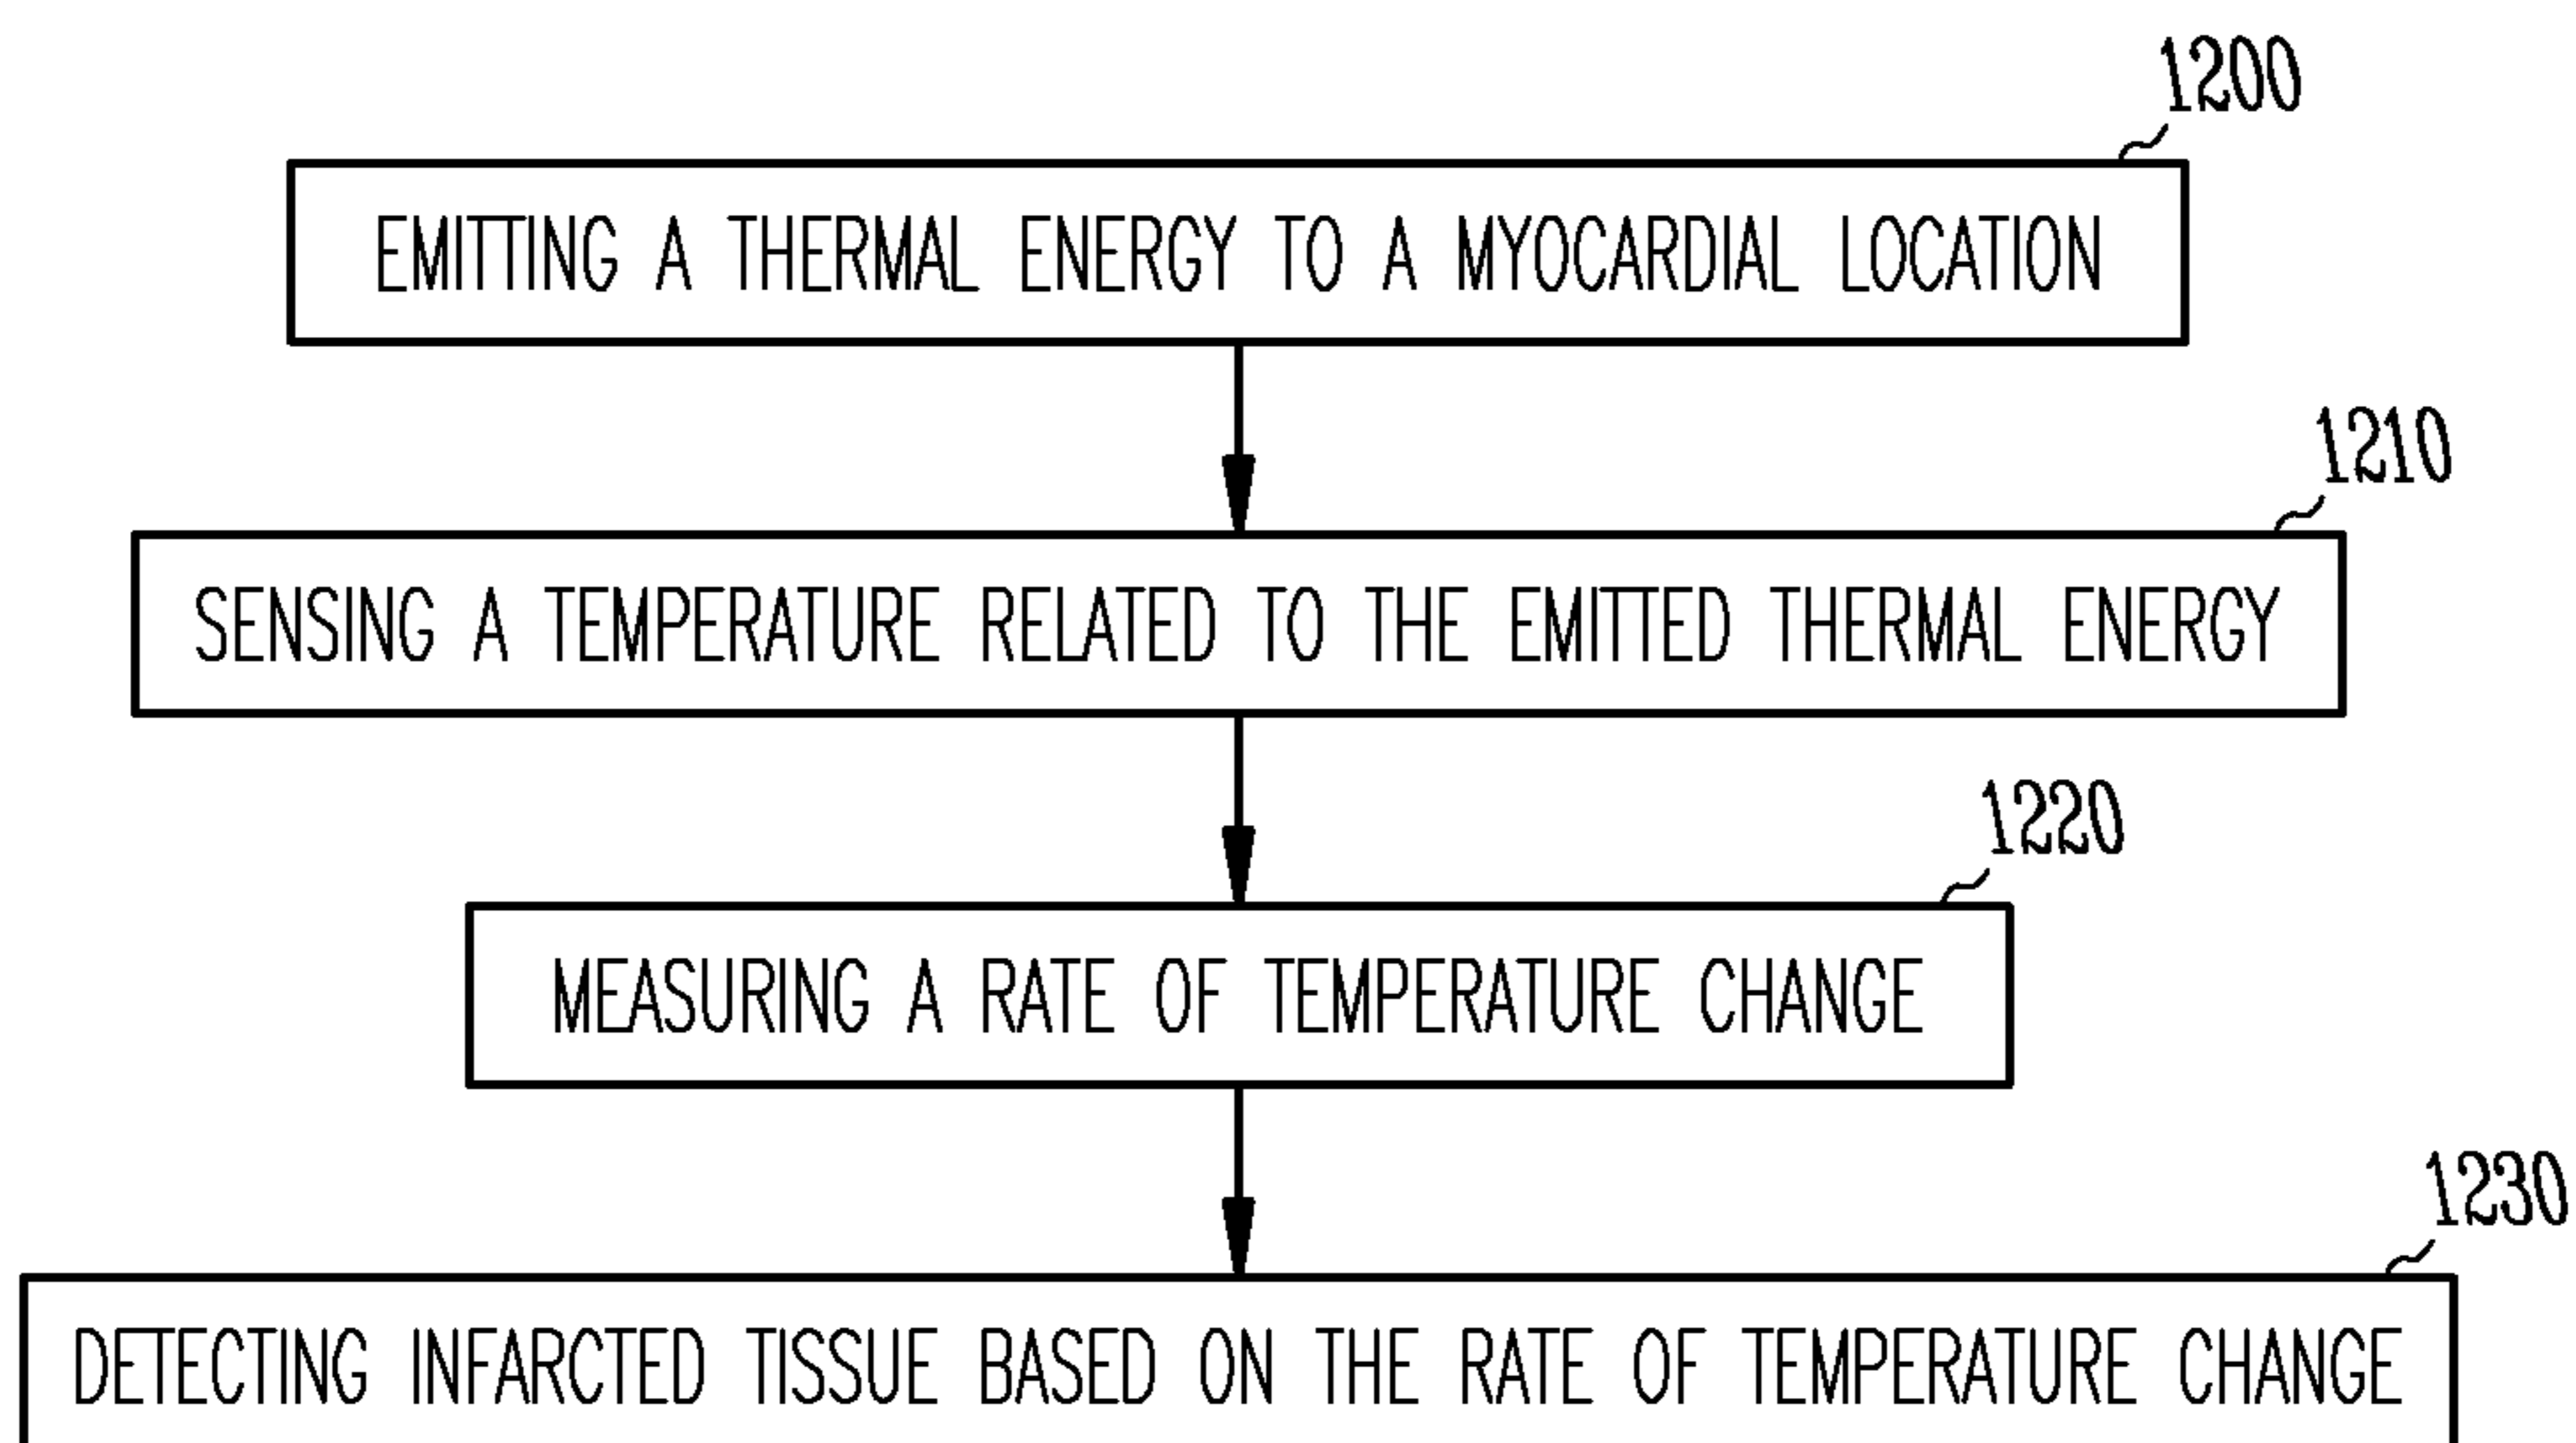 1200
EMITTING A THERMAL ENERGY TO A MYOCARDIAL LOCATION
1210
SENSING A TEMPERATURE RELATED TO THE EMITTED THERMAL ENERGY
1220
MEASURING A RATE OF TEMPERATURE CHANGE
1230
DETECTING INFARCTED TISSUE BASED ON THE RATE OF TEMPERATURE CHANGE